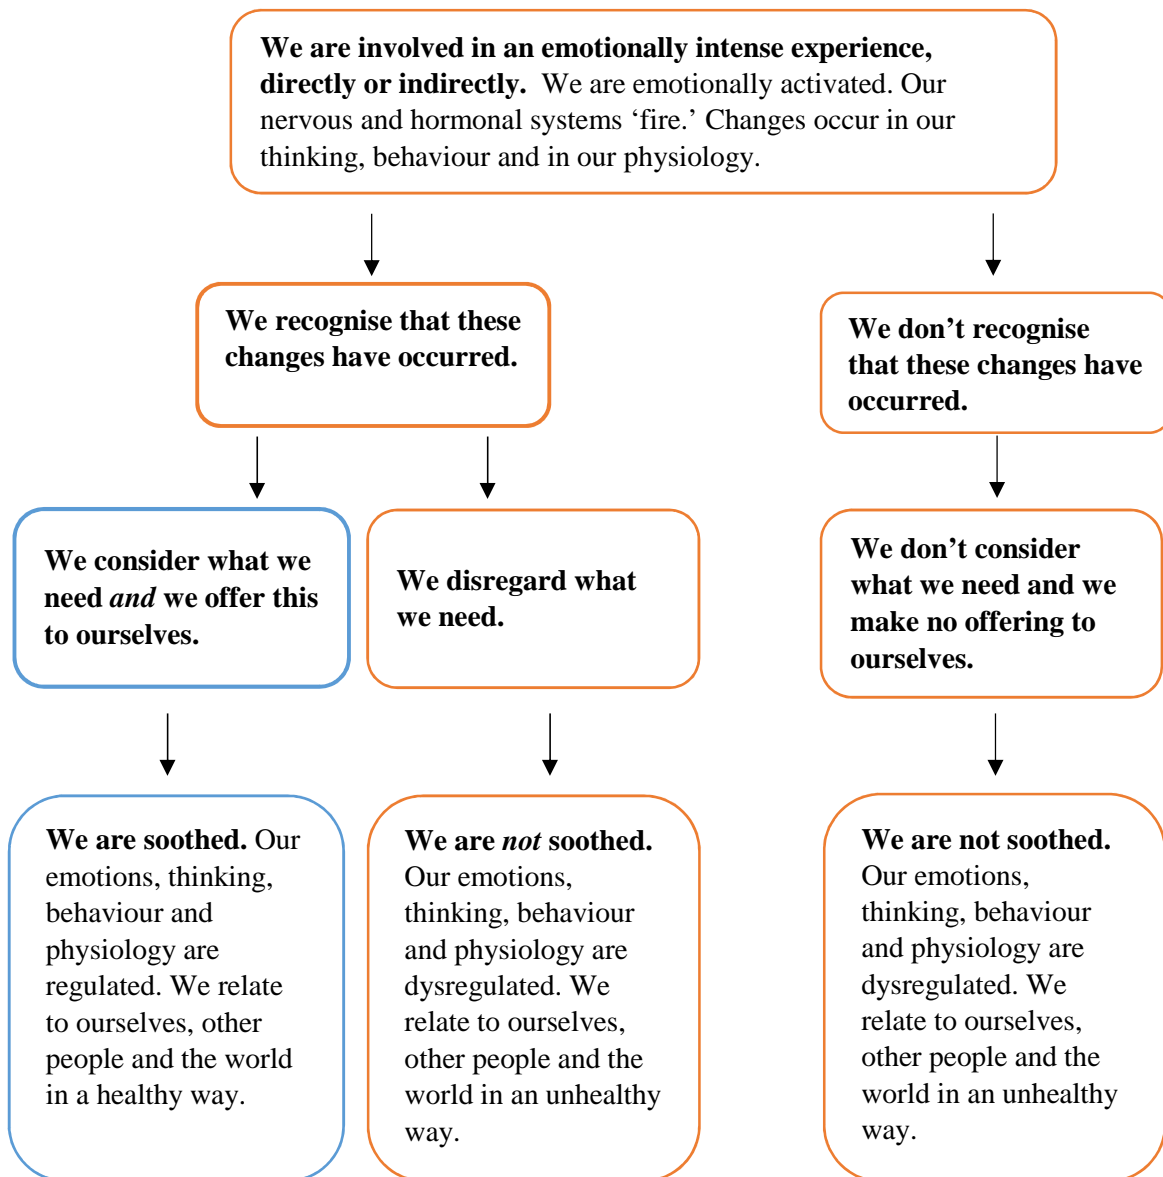 We are involved in an emotionally intense experience,
directly or indirectly. We are emotionally activated. Our
nervous and hormonal systems ‘fire.’ Changes occur in our
thinking, behaviour and in our physiology.
We recognise that these
changes have occurred.
We don’t recognise
that these changes have
occurred.
We consider what we
need and we offer this
to ourselves.
We disregard what
we need.
We don’t consider
what we need and we
make no offering to
ourselves.
We are soothed. Our
emotions, thinking,
behaviour and
physiology are
regulated. We relate
to ourselves, other
people and the world
in a healthy way.
We are not soothed.
Our emotions,
thinking, behaviour
and physiology are
dysregulated. We
relate to ourselves,
other people and the
world in an unhealthy
way.
We are not soothed.
Our emotions,
thinking, behaviour
and physiology are
dysregulated. We
relate to ourselves,
other people and the
world in an unhealthy
way.